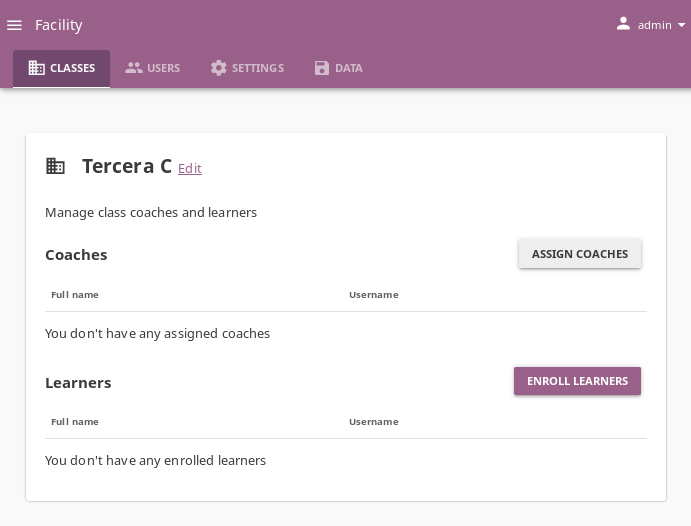 Facility
admin
CLASSES USERS SETTINGS DATA
Tercera C Edit
Manage class coaches and learners
Coaches
ASSIGN COACHES
Full name Username
You don't have any assigned coaches
Learners
ENROLL LEARNERS
Full name Username
You don't have any enrolled learners